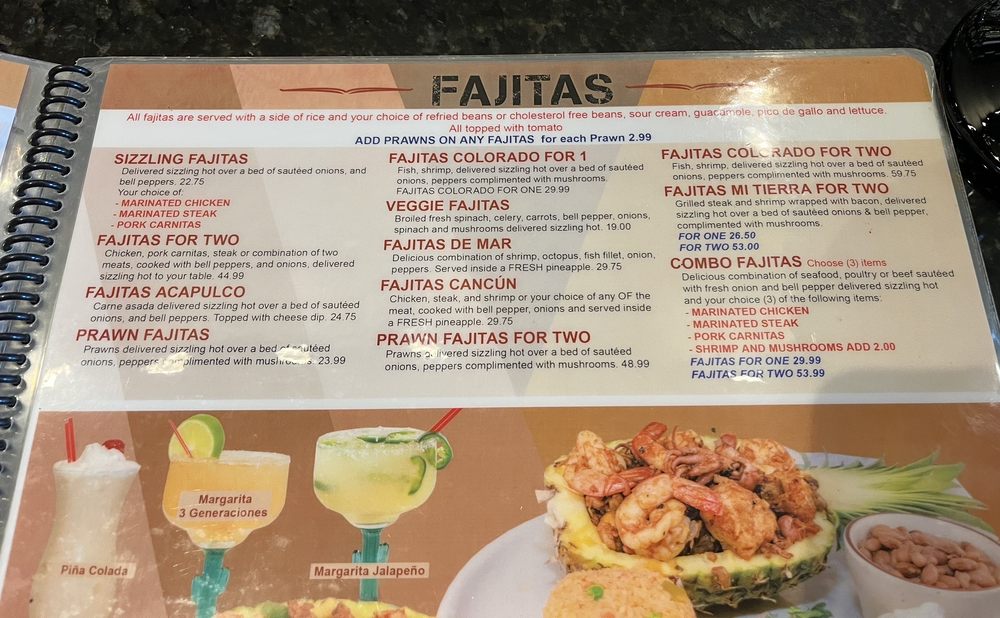 FAJITAS
All fajitas are served with a side of rice and your choice of refried beans or cholesterol free beans, sour cream, guacamole, pico de gallo and lettuce.
All topped with tomato
ADD PRAWNS ON ANY FAJITAS for each Prawn 2.99
SIZZLING FAJITAS
Delivered sizzling hot over a bed of sautéed onions, and
bell peppers. 22.75
Your choice of:
- MARINATED CHICKEN
- MARINATED STEAK
- PORK CARNITAS
FAJITAS FOR TWO
Chicken, pork carnitas, steak or combination of two
meats, cooked with bell peppers, and onions, delivered
sizzling hot to your table. 44.99
FAJITAS ACAPULCO
Carne asada delivered sizzling hot over a bed of sautéed
onions, and bell peppers. Topped with cheese dip. 24.75
PRAWN FAJITAS
Prawns delivered sizzling hot over a bed of sautéed
onions, peppers complimented with mushrooms. 23.99
FAJITAS COLORADO FOR 1
Fish, shrimp, delivered sizzling hot over a bed of sautéed
onions, peppers complimented with mushrooms.
FAJITAS COLORADO FOR ONE 29.99
VEGGIE FAJITAS
Broiled fresh spinach, celery, carrots, bell pepper, onions,
spinach and mushrooms delivered sizzling hot. 19.00
FAJITAS DE MAR
Delicious combination of shrimp, octopus, fish fillet, onion,
peppers. Served inside a FRESH pineapple. 29.75
FAJITAS CANCÚN
Chicken, steak, and shrimp or your choice of any OF the
meat, cooked with bell pepper, onions and served inside
a FRESH pineapple. 29.75
PRAWN FAJITAS FOR TWO
Prawns delivered sizzling hot over a bed of sautéed
onions, peppers complimented with mushrooms. 48.99
FAJITAS COLORADO FOR TWO
Fish, shrimp, delivered sizzling hot over a bed of sautéed
onions, peppers complimented with mushrooms. 59.75
FAJITAS MI TIERRA FOR TWO
Grilled steak and shrimp wrapped with bacon, delivered
sizzling hot over a bed of sautéed onions & bell pepper,
complimented with mushrooms.
FOR ONE 26.50
FOR TWO 53.00
COMBO FAJITAS Choose (3) items
Delicious combination of seafood, poultry or beef sautéed
with fresh onion and bell pepper delivered sizzling hot
and your choice (3) of the following items:
- MARINATED CHICKEN
- MARINATED STEAK
- PORK CARNITAS
- SHRIMP AND MUSHROOMS ADD 2.00
FAJITAS FOR ONE 29.99
FAJITAS FOR TWO 53.99
Piña Colada
Margarita
3 Generaciones
Margarita Jalapeño